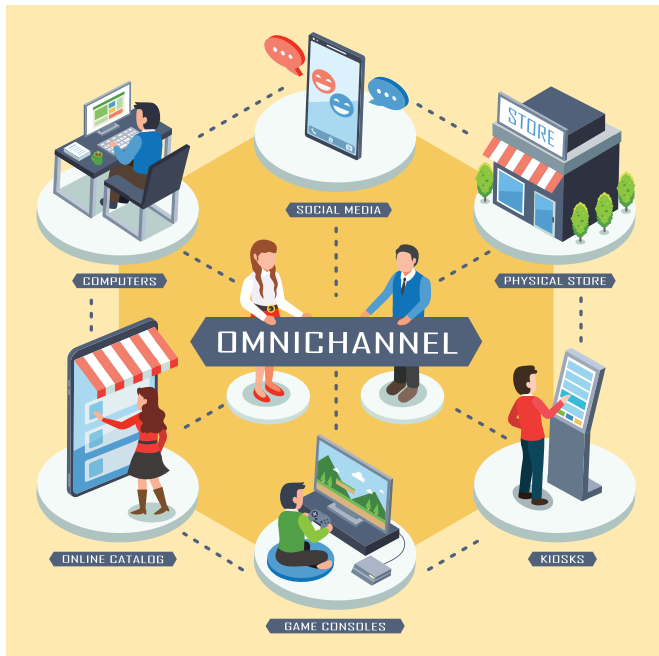 STORE
SOCIAL MEDIA
COMPUTERS
PHYSICAL STORE
OMNICHANNEL
ONLINE CATALOG
KIOSKS
GAME CONSOLES